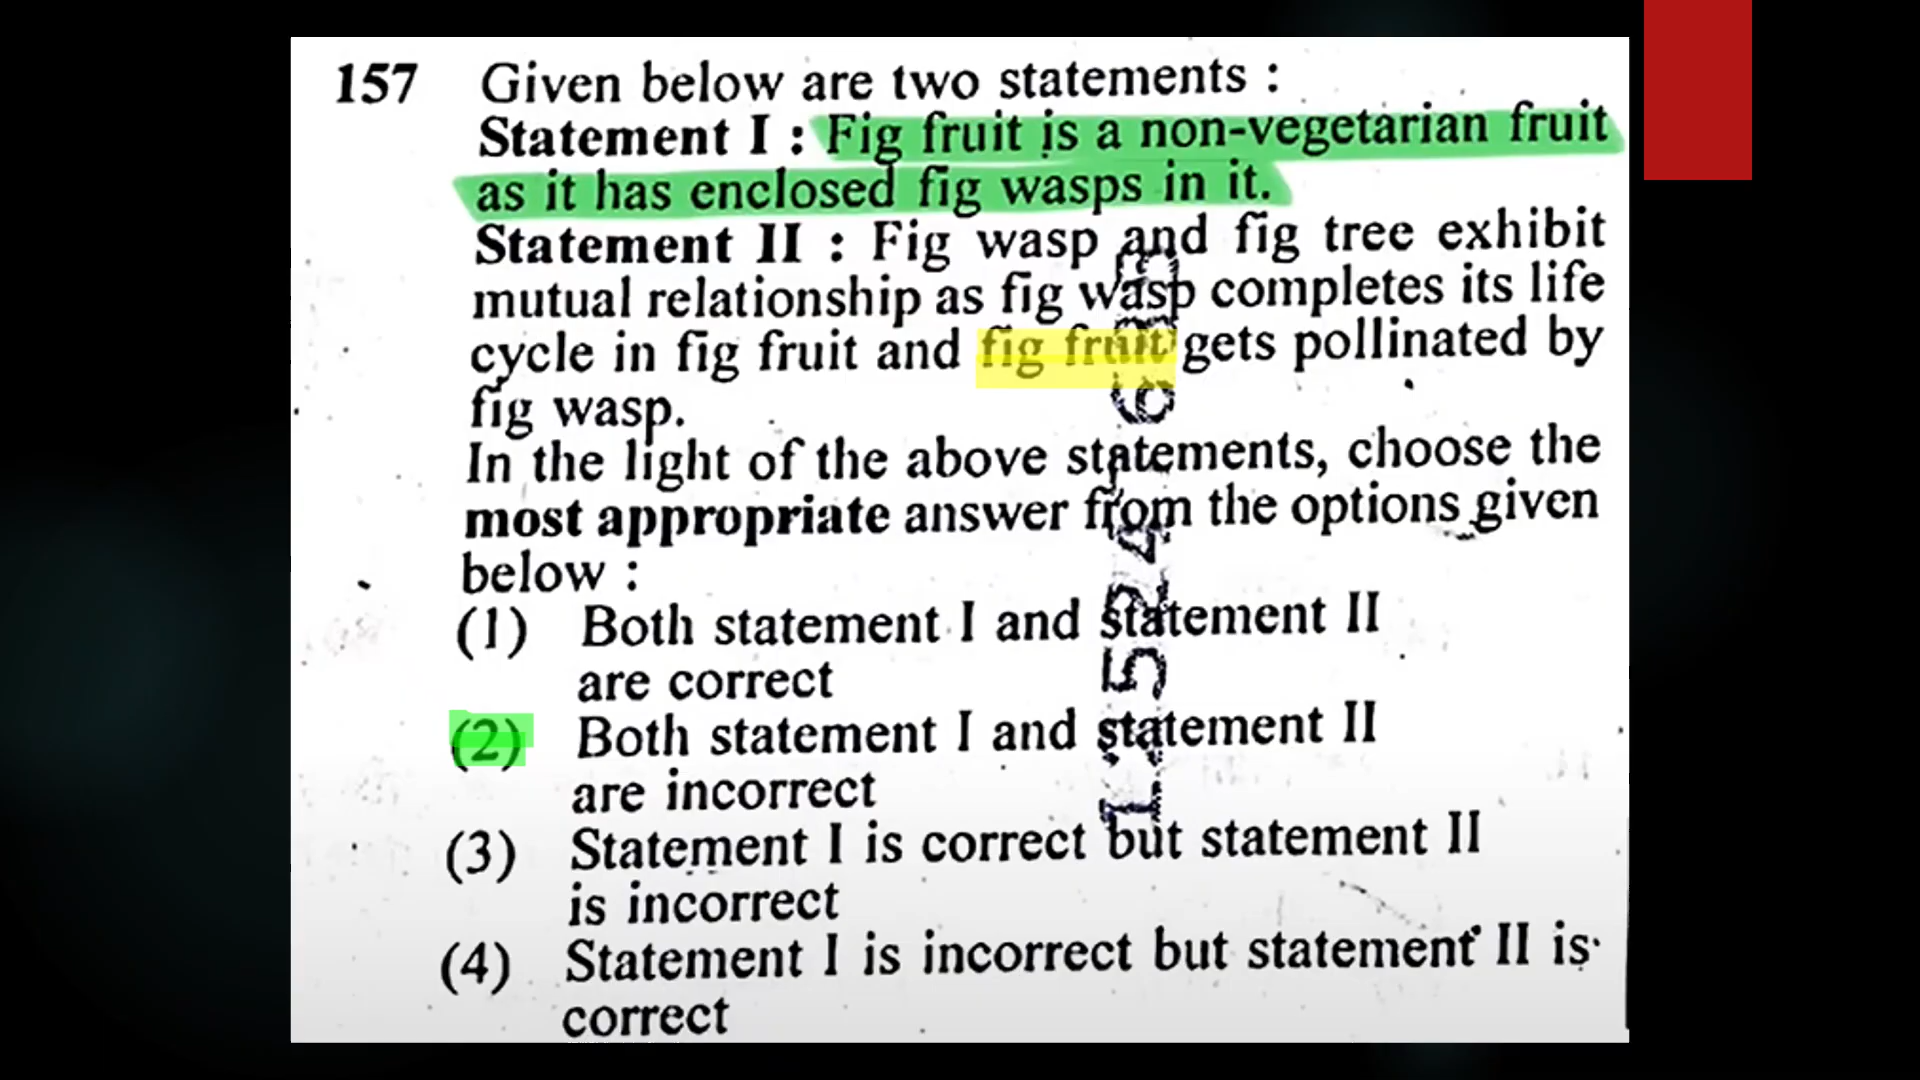 157 Given below are two statements :
Statement I : Fig fruit is a non-vegetarian fruit
as it has enclosed fig wasps in it.
Statement II : Fig wasp and fig tree exhibit
mutual relationship as fig wasp completes its life
cycle in fig fruit and fig fruit gets pollinated by
fig wasp.
In the light of the above statements, choose the
most appropriate answer from the options given
below :
(1) Both statement I and statement II
are correct
(2) Both statement I and statement II
are incorrect
(3) Statement I is correct but statement II
is incorrect
(4) Statement I is incorrect but statement II is
correct